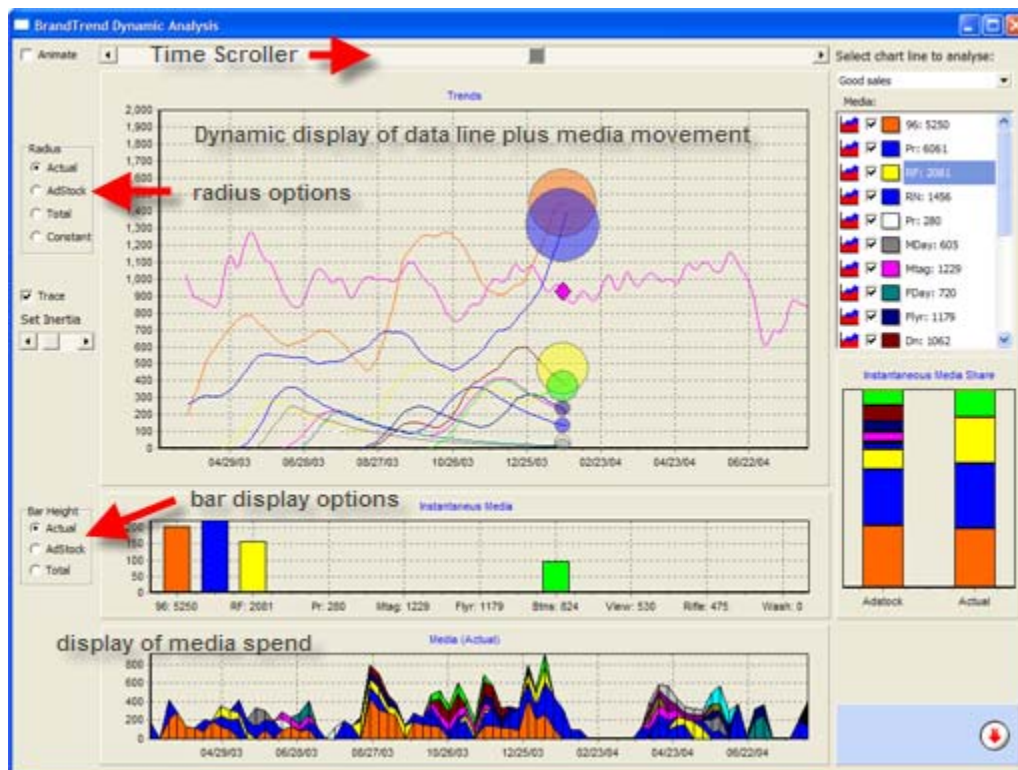 BrandTrend Dynamic Analysis
Animate
Time Scroller
Select chart line to analyse:
Good sales
Media:
96: 5250
Pr: 6061
RF: 2081
RN: 1456
Pr: 280
MDay: 605
Mtag: 1229
FDay: 720
Flyr: 1179
Dn: 1062
Trends
Dynamic display of data line plus media movement
2,000
1,900
1,800
1,700
1,600
1,500
1,400
1,300
1,200
1,100
1,000
900
800
700
600
500
400
300
200
100
0
04/29/03 06/28/03 08/27/03 10/26/03 12/25/03 02/23/04 04/23/04 06/22/04
Radius
Actual
AdStock
Total
Constant
radius options
Trace
Set Inertia
Instantaneous Media Share
Adstock Actual
bar display options
Bar Height
Actual
AdStock
Total
Instantaneus Media
200
150
100
50
0
96: 5250 RF: 2081 Pr: 280 Mtag: 1229 Flyr: 1179 Btns: 824 View: 530 Rifle: 475 Wash: 0
display of media spend
Media (Actual)
800
600
400
200
0
04/29/03 06/28/03 08/27/03 10/26/03 12/25/03 02/23/04 04/23/04 06/22/04